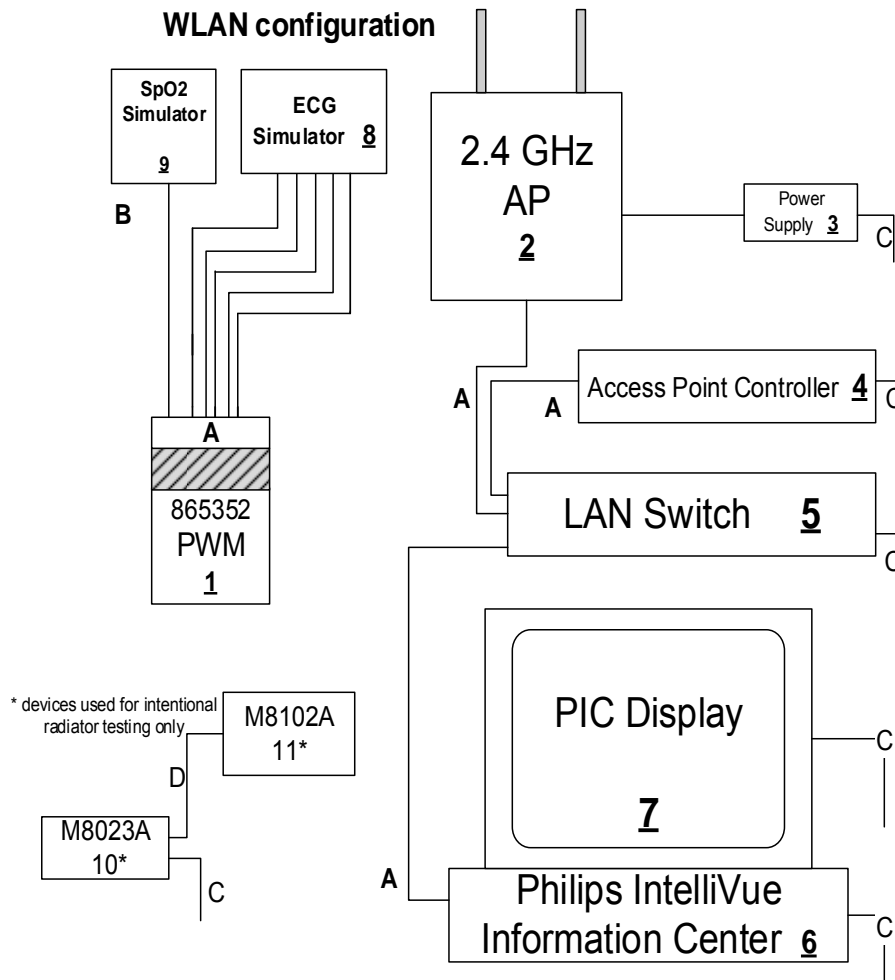 WLAN configuration
SpO2
Simulator
9
ECG
Simulator 8
2.4 GHz
AP
2
Power
Supply 3
C
B
A
A
Access Point Controller 4
C
A
865352
PWM
1
LAN Switch 5
C
* devices used for intentional
radiator testing only
M8102A
11*
D
M8023A
10*
C
PIC Display
7
C
A
Philips IntelliVue
Information Center 6
C